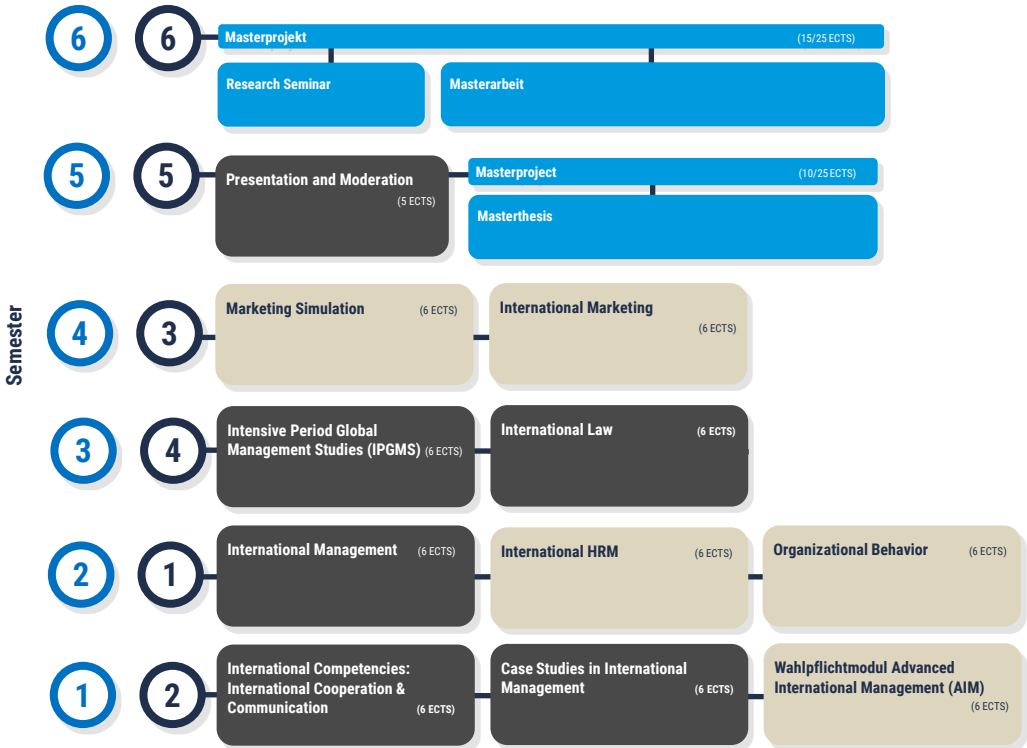 6
6
Masterprojekt
(15/25 ECTS)
Research Seminar
Masterarbeit
5
5
Presentation and Moderation
(5 ECTS)
Masterproject
(10/25 ECTS)
Masterthesis
Semester
4
3
Marketing Simulation (6 ECTS)
International Marketing
(6 ECTS)
3
4
Intensive Period Global
Management Studies (IPGMS) (6 ECTS)
International Law (6 ECTS)
2
1
International Management (6 ECTS)
International HRM (6 ECTS)
Organizational Behavior (6 ECTS)
1
2
International Competencies:
International Cooperation &
Communication (6 ECTS)
Case Studies in International
Management (6 ECTS)
Wahlpflichtmodul Advanced
International Management (AIM)
(6 ECTS)